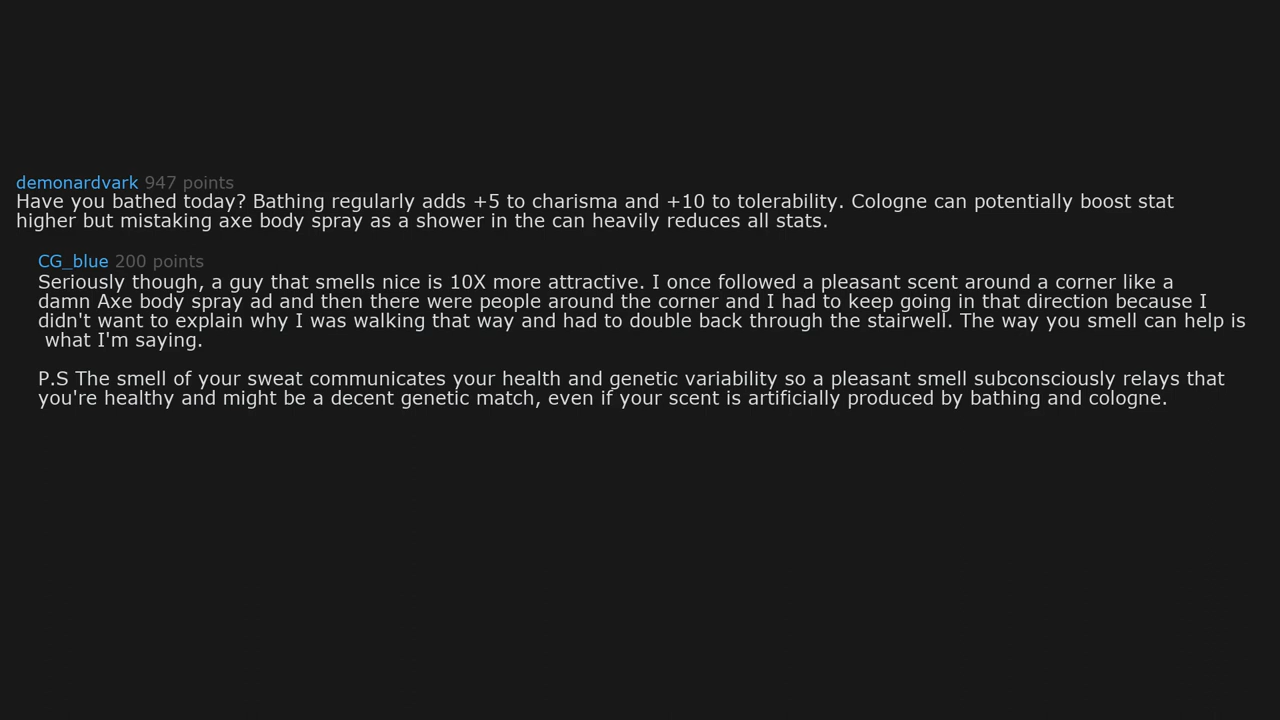 demonardvark 947 points
Have you bathed today? Bathing regularly adds +5 to charisma and +10 to tolerability. Cologne can potentially boost stat
higher but mistaking axe body spray as a shower in the can heavily reduces all stats.
CG_blue 200 points
Seriously though, a guy that smells nice is 10X more attractive. I once followed a pleasant scent around a corner like a
damn Axe body spray ad and then there were people around the corner and I had to keep going in that direction because I
didn't want to explain why I was walking that way and had to double back through the stairwell. The way you smell can help is
what I'm saying.
P.S The smell of your sweat communicates your health and genetic variability so a pleasant smell subconsciously relays that
you're healthy and might be a decent genetic match, even if your scent is artificially produced by bathing and cologne.